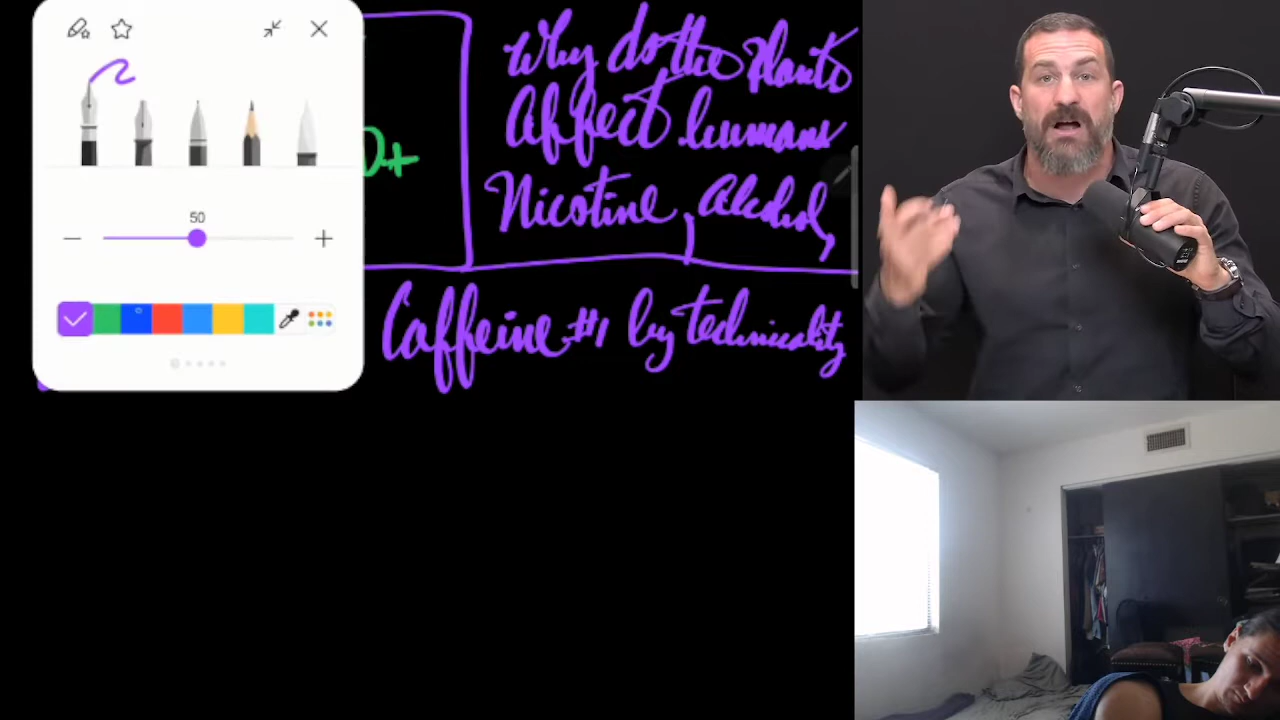 50
D+
Why do the Plants
Affect humans
Nicotine, Alcohol,
Caffeine #1 by technicality